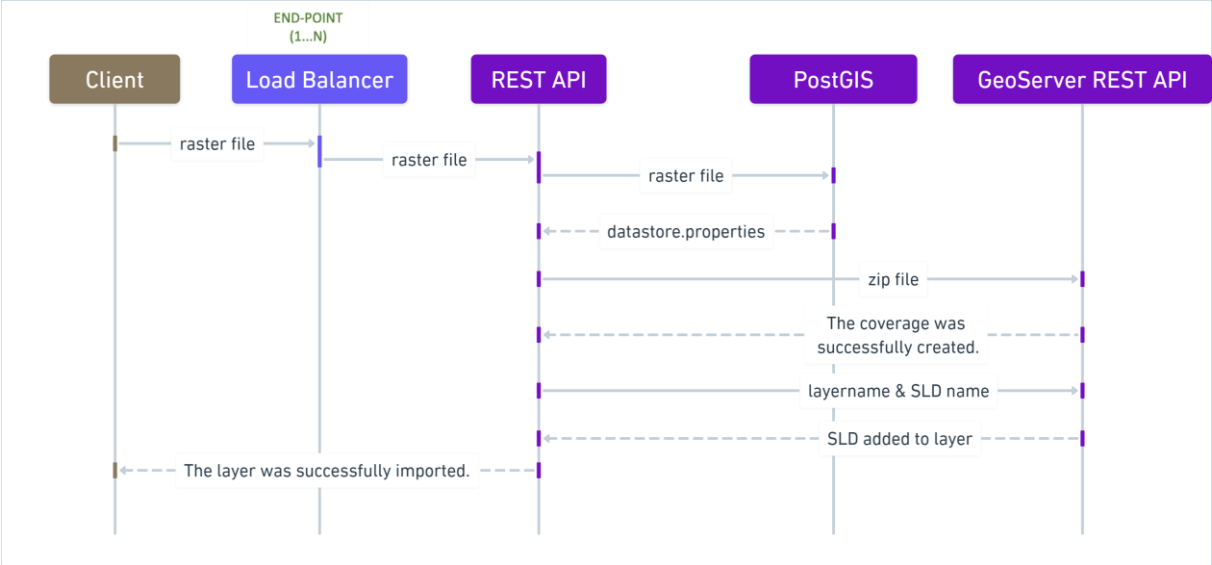 END-POINT
(1...N)
Client
Load Balancer
REST API
PostGIS
GeoServer REST API
raster file
raster file
raster file
datastore.properties
zip file
The coverage was
successfully created.
layername & SLD name
SLD added to layer
The layer was successfully imported.